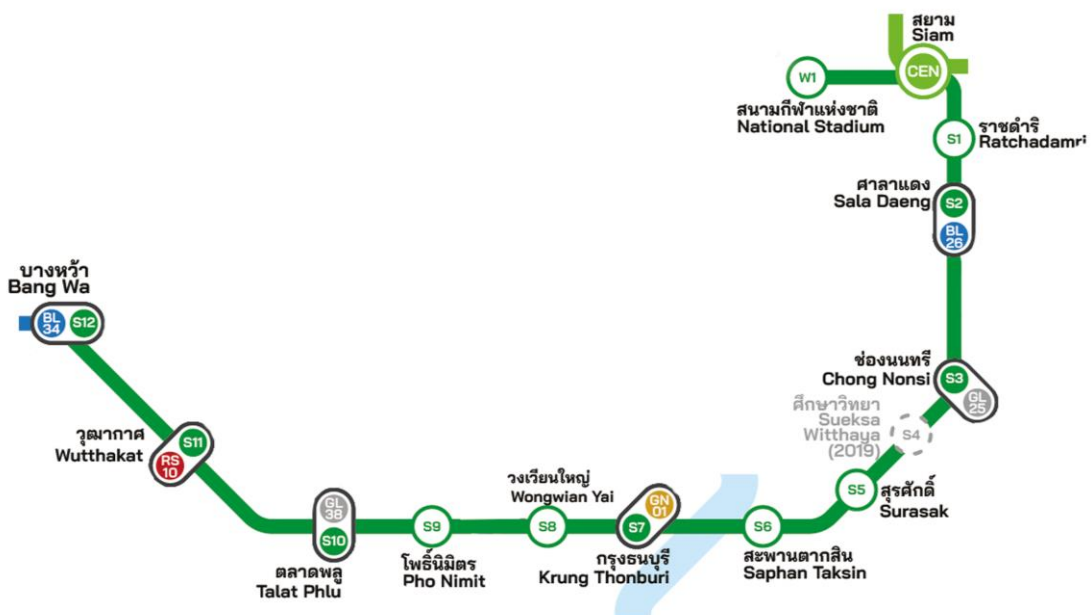 สยาม
Siam
CEN
W1
สนามกีฬาแห่งชาติ
National Stadium
S1
ราชดำริ
Ratchadamri
ศาลาแดง
Sala Daeng
S2
BL
26
บางหว้า
Bang Wa
BL
34
S12
ช่องนนทรี
Chong Nonsi
S3
GL
25
ศึกษาวิทยา
Sueksa
Witthaya
(2019)
S4
วุฒากาศ
Wutthakat
S11
RS
10
S5
สุรศักดิ์
Surasak
GL
38
S10
ตลาดพลู
Talat Phlu
S9
โพธิ์นิมิตร
Pho Nimit
วงเวียนใหญ่
Wongwian Yai
S8
GN
01
S7
กรุงธนบุรี
Krung Thonburi
S6
สะพานตากสิน
Saphan Taksin